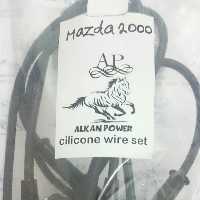 Mazda 2000
AP
ALKAN POWER
cilicone wire set